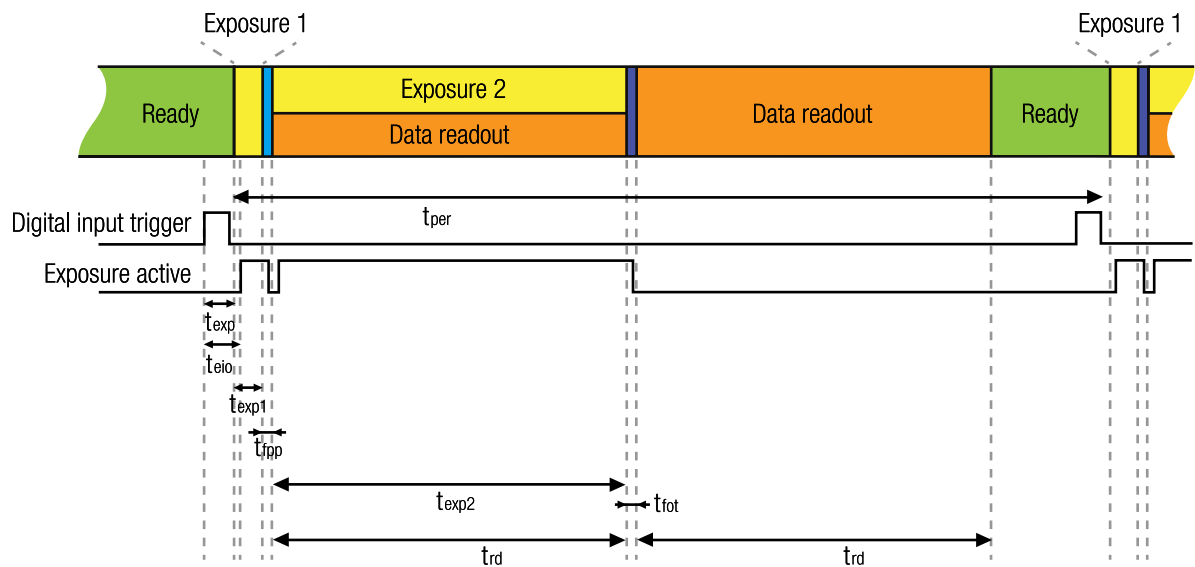 Exposure 1
Exposure 1
Ready
Exposure 2
Data readout
Data readout
Ready
tper
Digital input trigger
Exposure active
texp
teio
texp1
tfpp
texp2
tfot
trd
trd